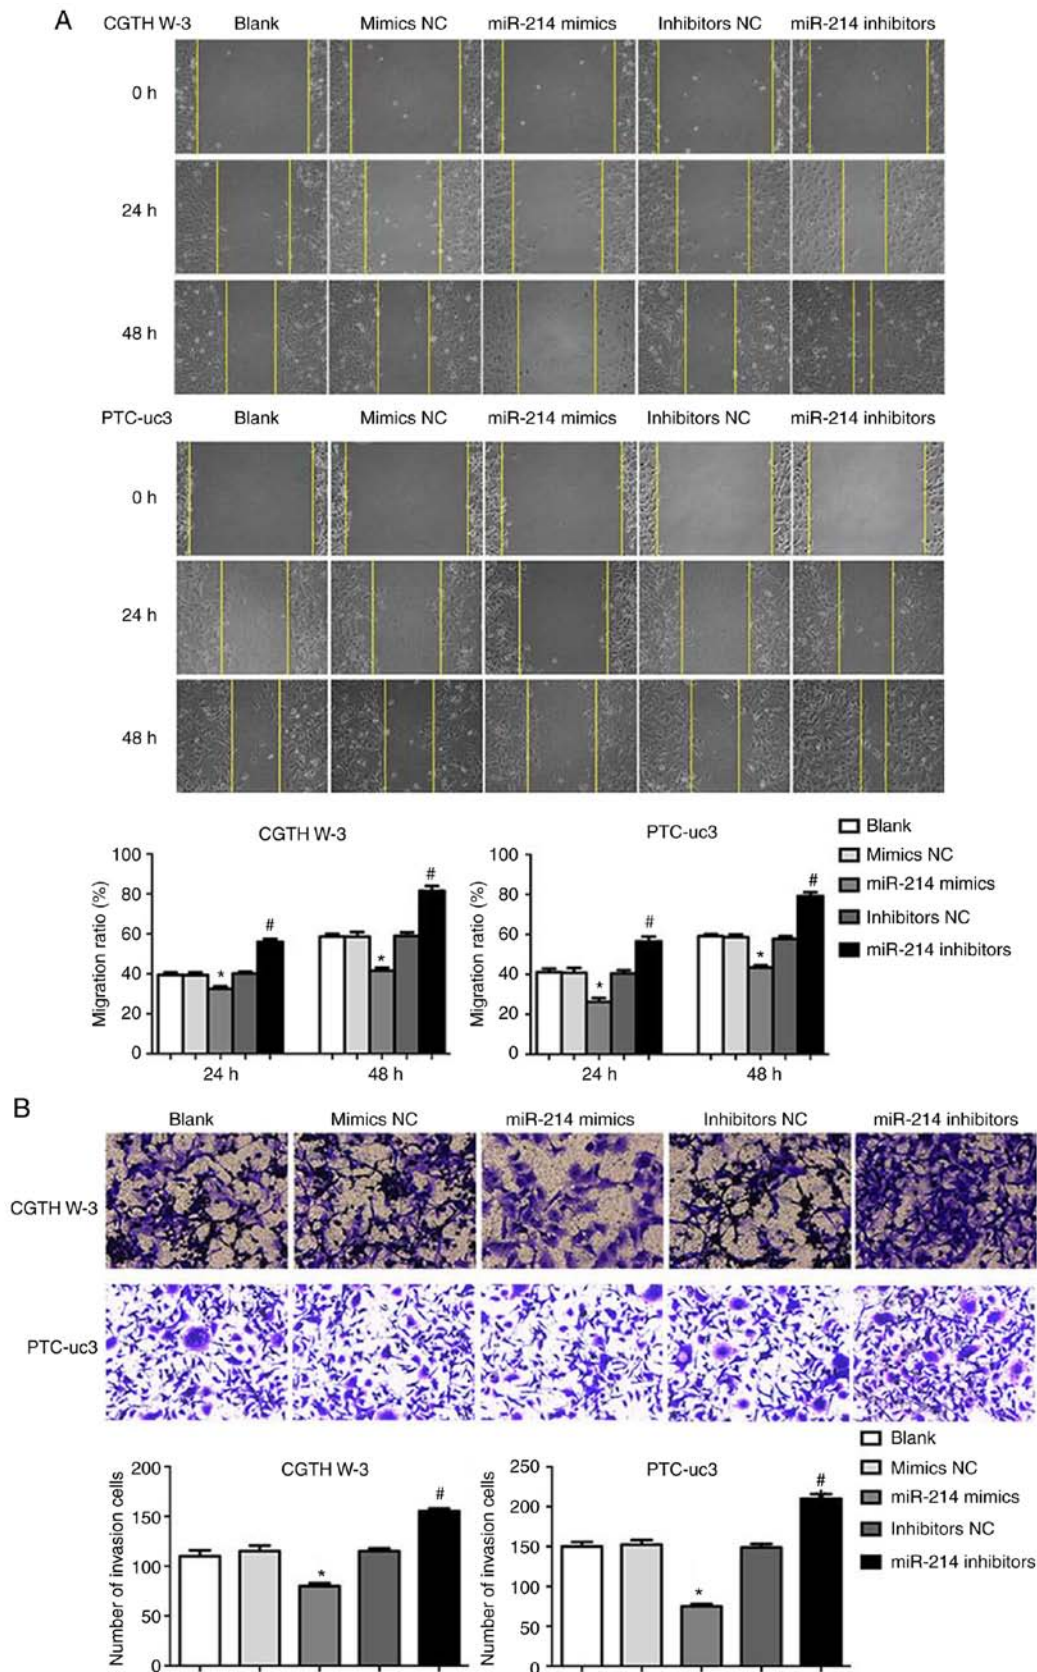 A
CGTH W-3 Blank Mimics NC miR-214 mimics Inhibitors NC miR-214 inhibitors
0 h
24 h
48 h
PTC-uc3 Blank Mimics NC miR-214 mimics Inhibitors NC miR-214 inhibitors
0 h
24 h
48 h
CGTH W-3
Migration ratio (%)
100
80
60
40
20
0
#
*
#
*
24 h 48 h
PTC-uc3
Migration ratio (%)
100
80
60
40
20
0
#
*
#
*
24 h 48 h
Blank
Mimics NC
miR-214 mimics
Inhibitors NC
miR-214 inhibitors
B
Blank Mimics NC miR-214 mimics Inhibitors NC miR-214 inhibitors
CGTH W-3
PTC-uc3
CGTH W-3
Number of invasion cells
200
150
100
50
0
*
#
PTC-uc3
Number of invasion cells
250
200
150
100
50
0
*
#
Blank
Mimics NC
miR-214 mimics
Inhibitors NC
miR-214 inhibitors